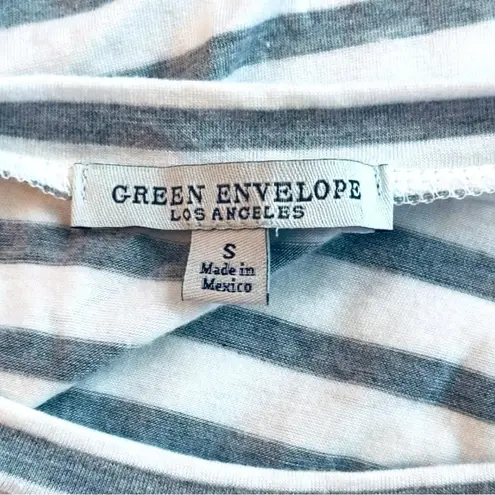 GREEN ENVELOPE
LOS ANGELES
S
Made in
Mexico